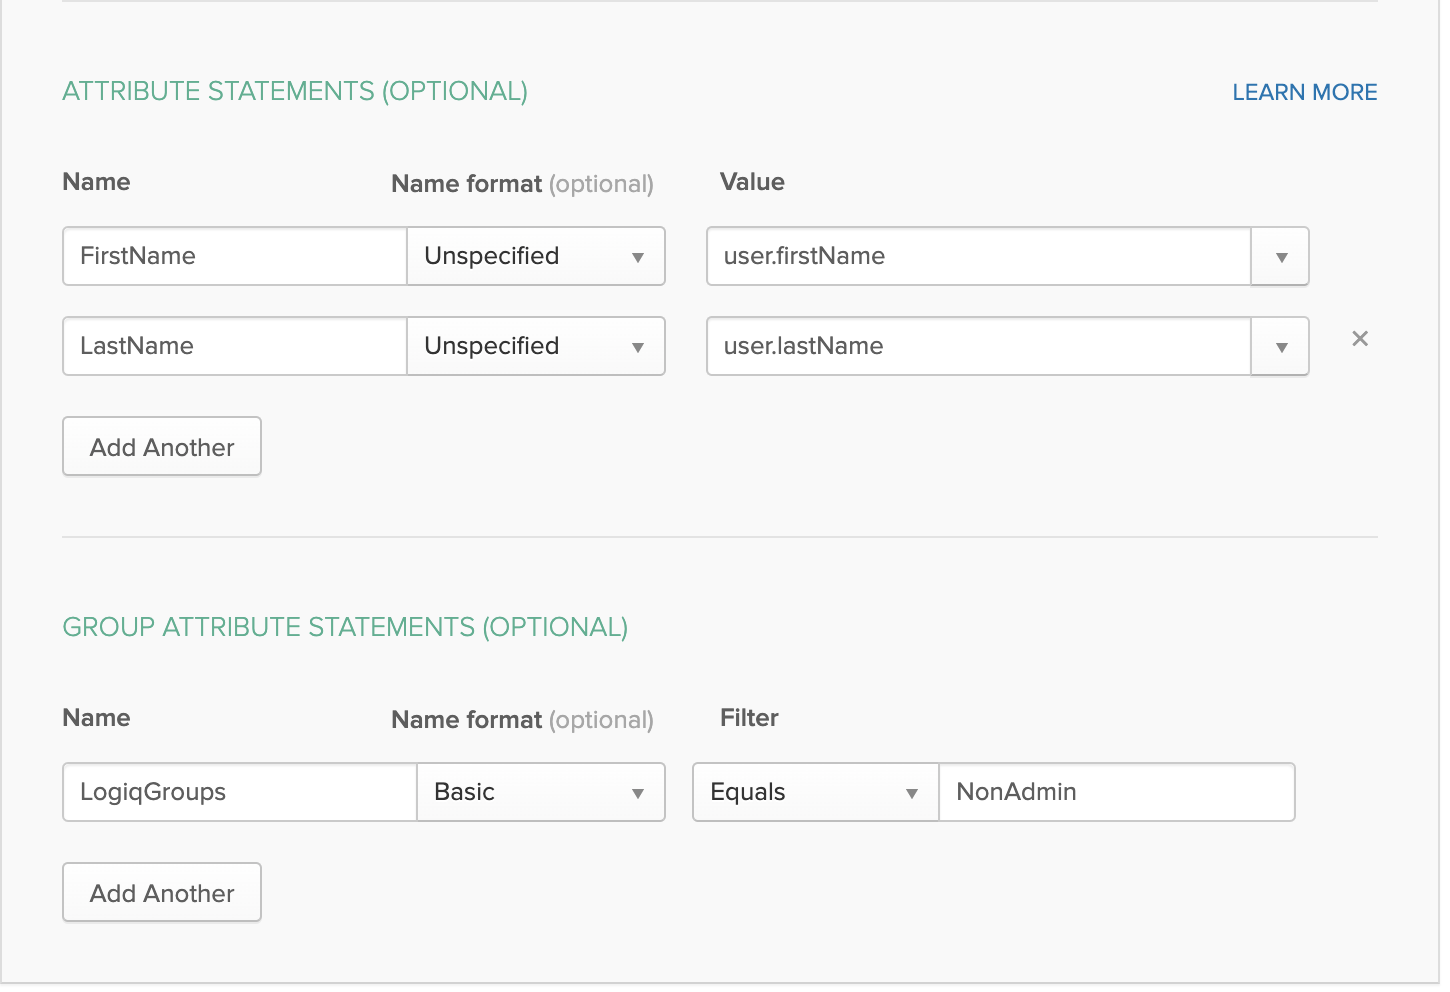 ATTRIBUTE STATEMENTS (OPTIONAL) LEARN MORE
Name Name format (optional) Value
FirstName Unspecified user.firstName
LastName Unspecified user.lastName
Add Another
GROUP ATTRIBUTE STATEMENTS (OPTIONAL)
Name Name format (optional) Filter
LogiqGroups Basic Equals NonAdmin
Add Another